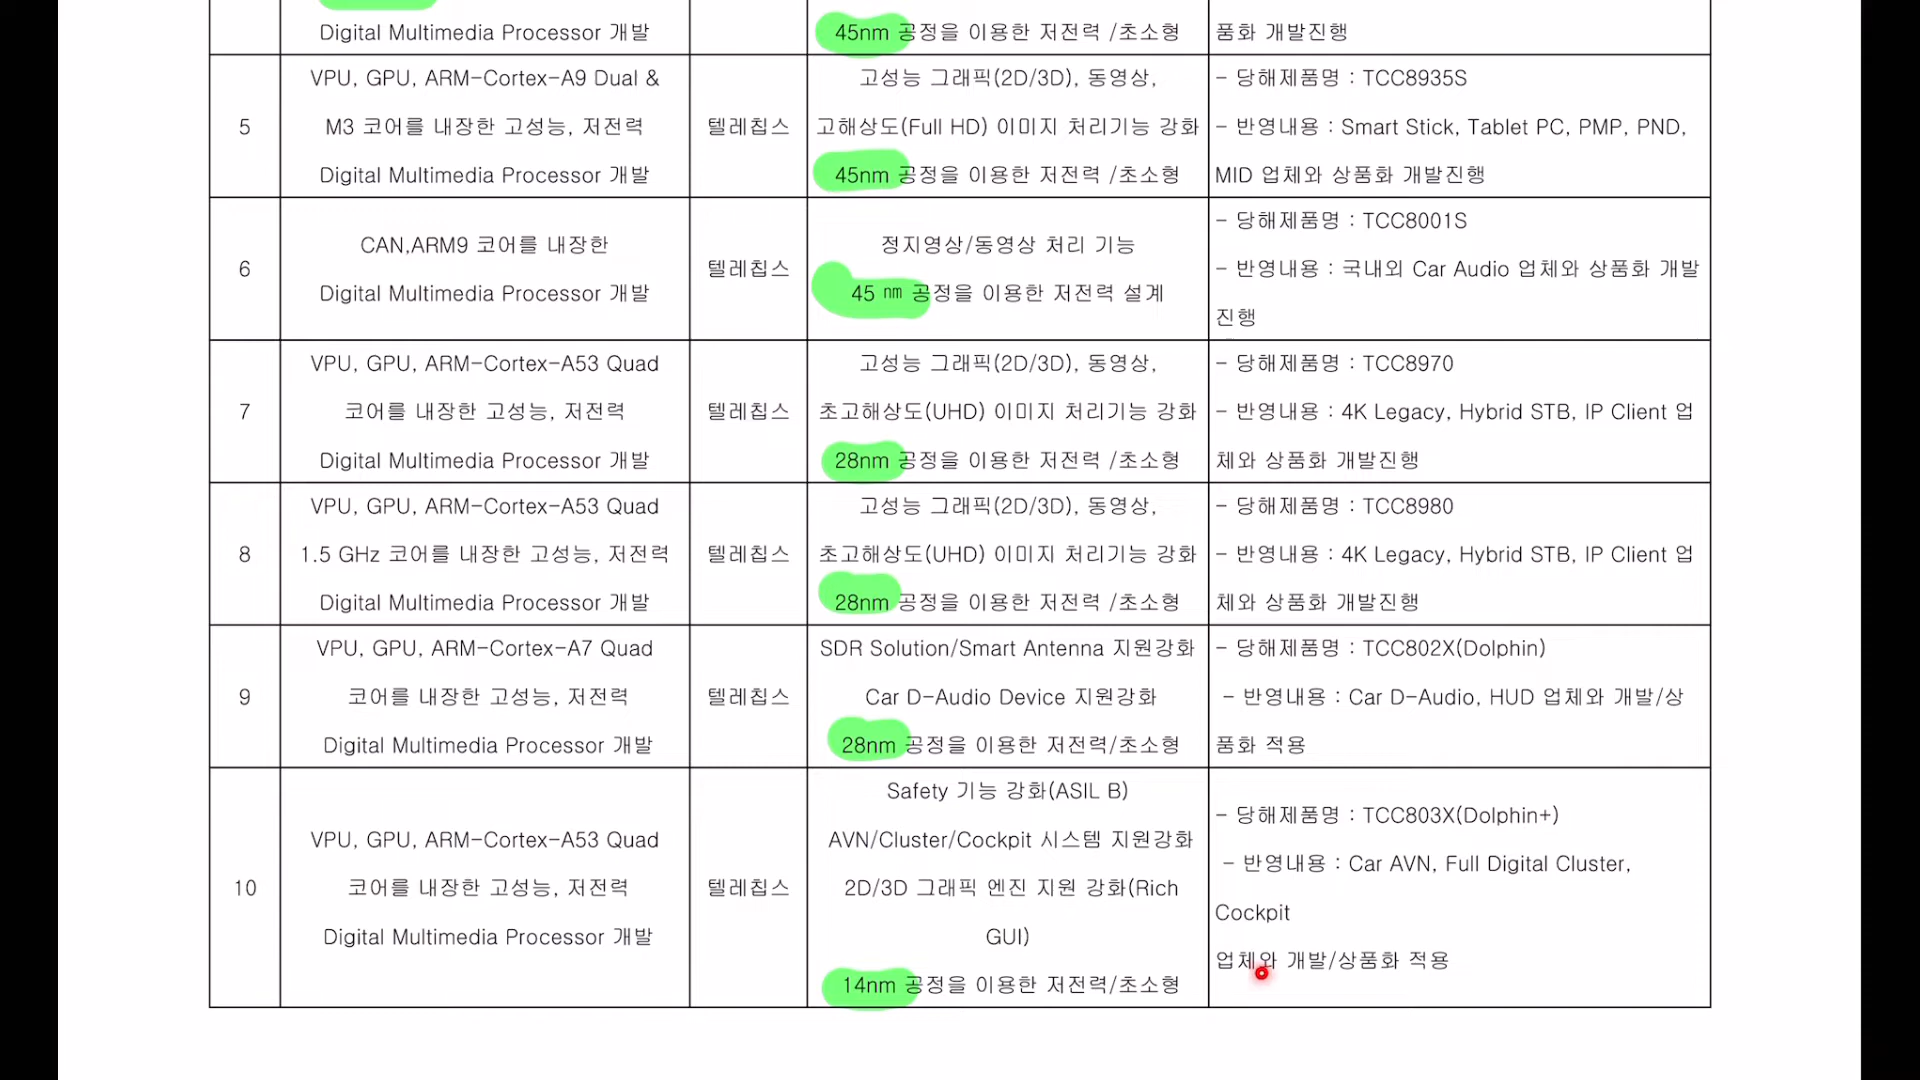 Digital Multimedia Processor 개발
45nm 공정을 이용한 저전력 /초소형
품화 개발진행
5
VPU, GPU, ARM-Cortex-A9 Dual &
M3 코어를 내장한 고성능, 저전력
Digital Multimedia Processor 개발
텔레칩스
고성능 그래픽(2D/3D), 동영상,
고해상도(Full HD) 이미지 처리기능 강화
45nm 공정을 이용한 저전력 /초소형
- 당해제품명 : TCC8935S
- 반영내용 : Smart Stick, Tablet PC, PMP, PND,
MID 업체와 상품화 개발진행
6
CAN,ARM9 코어를 내장한
Digital Multimedia Processor 개발
텔레칩스
정지영상/동영상 처리 기능
45 ㎚ 공정을 이용한 저전력 설계
- 당해제품명 : TCC8001S
- 반영내용 : 국내외 Car Audio 업체와 상품화 개발
진행
7
VPU, GPU, ARM-Cortex-A53 Quad
코어를 내장한 고성능, 저전력
Digital Multimedia Processor 개발
텔레칩스
고성능 그래픽(2D/3D), 동영상,
초고해상도(UHD) 이미지 처리기능 강화
28nm 공정을 이용한 저전력 /초소형
- 당해제품명 : TCC8970
- 반영내용 : 4K Legacy, Hybrid STB, IP Client 업
체와 상품화 개발진행
8
VPU, GPU, ARM-Cortex-A53 Quad
1.5 GHz 코어를 내장한 고성능, 저전력
Digital Multimedia Processor 개발
텔레칩스
고성능 그래픽(2D/3D), 동영상,
초고해상도(UHD) 이미지 처리기능 강화
28nm 공정을 이용한 저전력 /초소형
- 당해제품명 : TCC8980
- 반영내용 : 4K Legacy, Hybrid STB, IP Client 업
체와 상품화 개발진행
9
VPU, GPU, ARM-Cortex-A7 Quad
코어를 내장한 고성능, 저전력
Digital Multimedia Processor 개발
텔레칩스
SDR Solution/Smart Antenna 지원강화
Car D-Audio Device 지원강화
28nm 공정을 이용한 저전력/초소형
- 당해제품명 : TCC802X(Dolphin)
- 반영내용 : Car D-Audio, HUD 업체와 개발/상
품화 적용
10
VPU, GPU, ARM-Cortex-A53 Quad
코어를 내장한 고성능, 저전력
Digital Multimedia Processor 개발
텔레칩스
Safety 기능 강화(ASIL B)
AVN/Cluster/Cockpit 시스템 지원강화
2D/3D 그래픽 엔진 지원 강화(Rich
GUI)
14nm 공정을 이용한 저전력/초소형
- 당해제품명 : TCC803X(Dolphin+)
- 반영내용 : Car AVN, Full Digital Cluster,
Cockpit
업체와 개발/상품화 적용